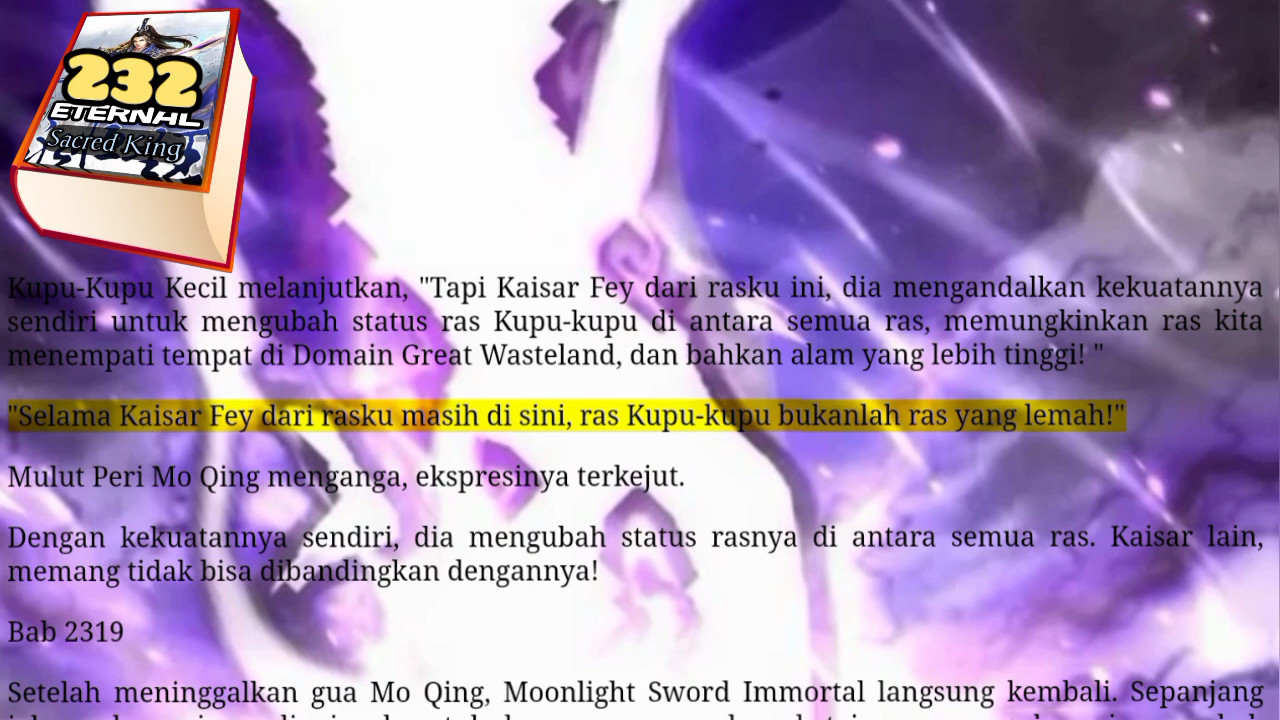 232
ETERNAL
Sacred King
Kupu-Kupu Kecil melanjutkan, "Tapi Kaisar Fey dari rasku ini, dia mengandalkan kekuatannya
sendiri untuk mengubah status ras Kupu-kupu di antara semua ras, memungkinkan ras kita
menempati tempat di Domain Great Wasteland, dan bahkan alam yang lebih tinggi! "
"Selama Kaisar Fey dari rasku masih di sini, ras Kupu-kupu bukanlah ras yang lemah!"
Mulut Peri Mo Qing menganga, ekspresinya terkejut.
Dengan kekuatannya sendiri, dia mengubah status rasnya di antara semua ras. Kaisar lain,
memang tidak bisa dibandingkan dengannya!
Bab 2319
Setelah meninggalkan gua Mo Qing, Moonlight Sword Immortal langsung kembali. Sepanjang